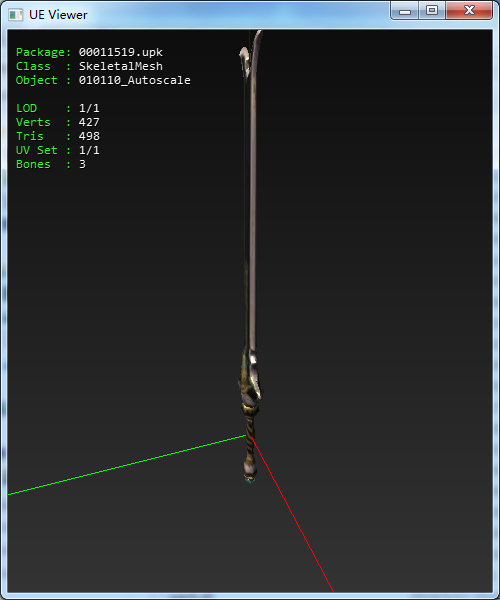 UE Viewer
Package: 00011519.upk
Class  : SkeletalMesh
Object : 010110_Autoscale
LOD    : 1/1
Verts  : 427
Tris   : 498
UV Set : 1/1
Bones  : 3